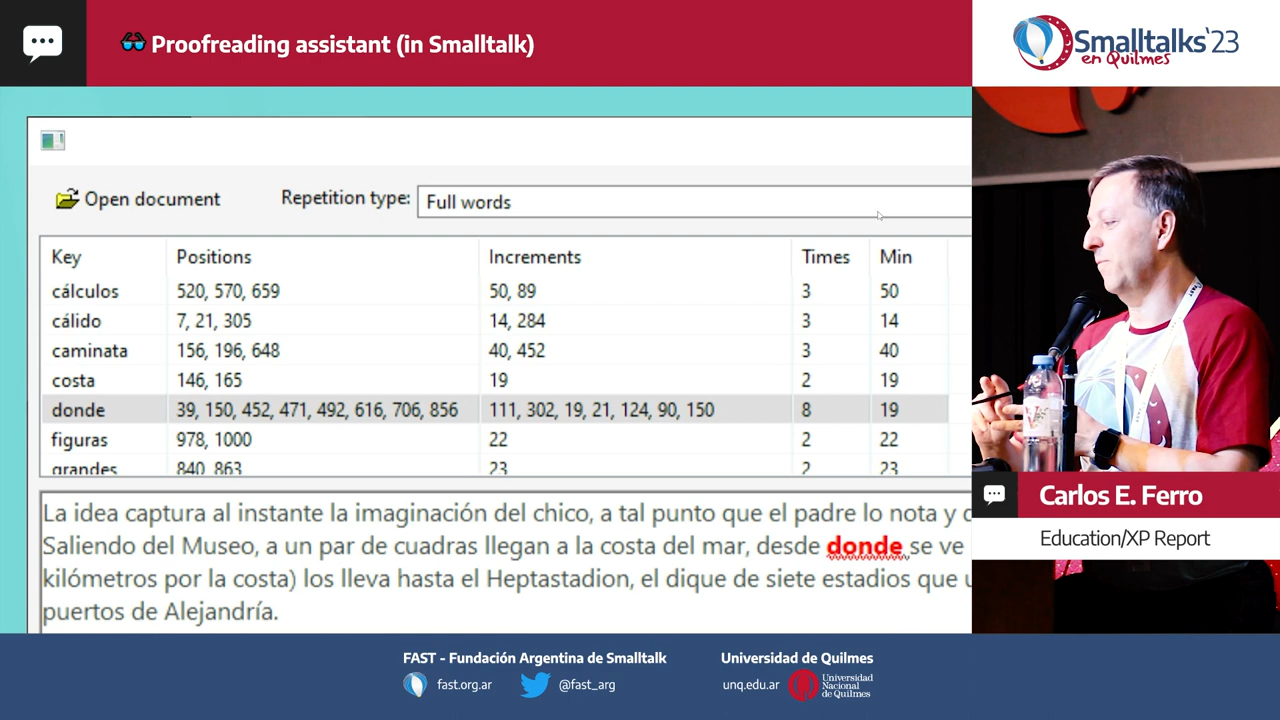 Proofreading assistant (in Smalltalk)
Smalltalks'23
en Quilmes
Open document
Repetition type:
Full words
Key Positions Increments Times Min
cálculos 520, 570, 659 50, 89 3 50
cálido 7, 21, 305 14, 284 3 14
caminata 156, 196, 648 40, 452 3 40
costa 146, 165 19 2 19
donde 39, 150, 452, 471, 492, 616, 706, 856 111, 302, 19, 21, 124, 90, 150 8 19
figuras 978, 1000 22 2 22
grandes 840, 863 23 2 23
La idea captura al instante la imaginación del chico, a tal punto que el padre lo nota y
Saliendo del Museo, a un par de cuadras llegan a la costa del mar, desde donde se ve
kilómetros por la costa) los lleva hasta el Heptastadion, el dique de siete estadios que
puertos de Alejandría.
Carlos E. Ferro
Education/XP Report
FAST - Fundación Argentina de Smalltalk
fast.org.ar
@fast_arg
Universidad de Quilmes
unq.edu.ar
Universidad
Nacional
de Quilmes